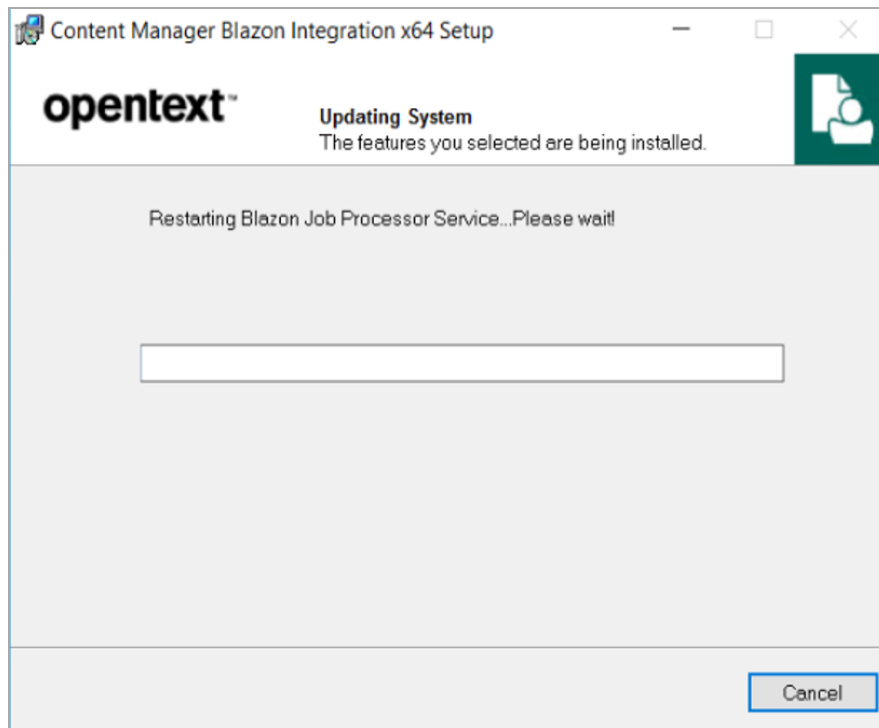 Content Manager Blazon Integration x64 Setup
opentext™
Updating System
The features you selected are being installed.
Restarting Blazon Job Processor Service...Please wait!
Cancel